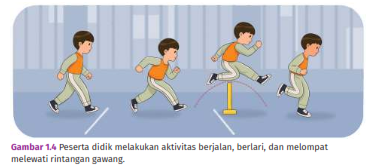 Gambar 1.4 Peserta didik melakukan aktivitas berjalan, berlari, dan melompat
melewati rintangan gawang.